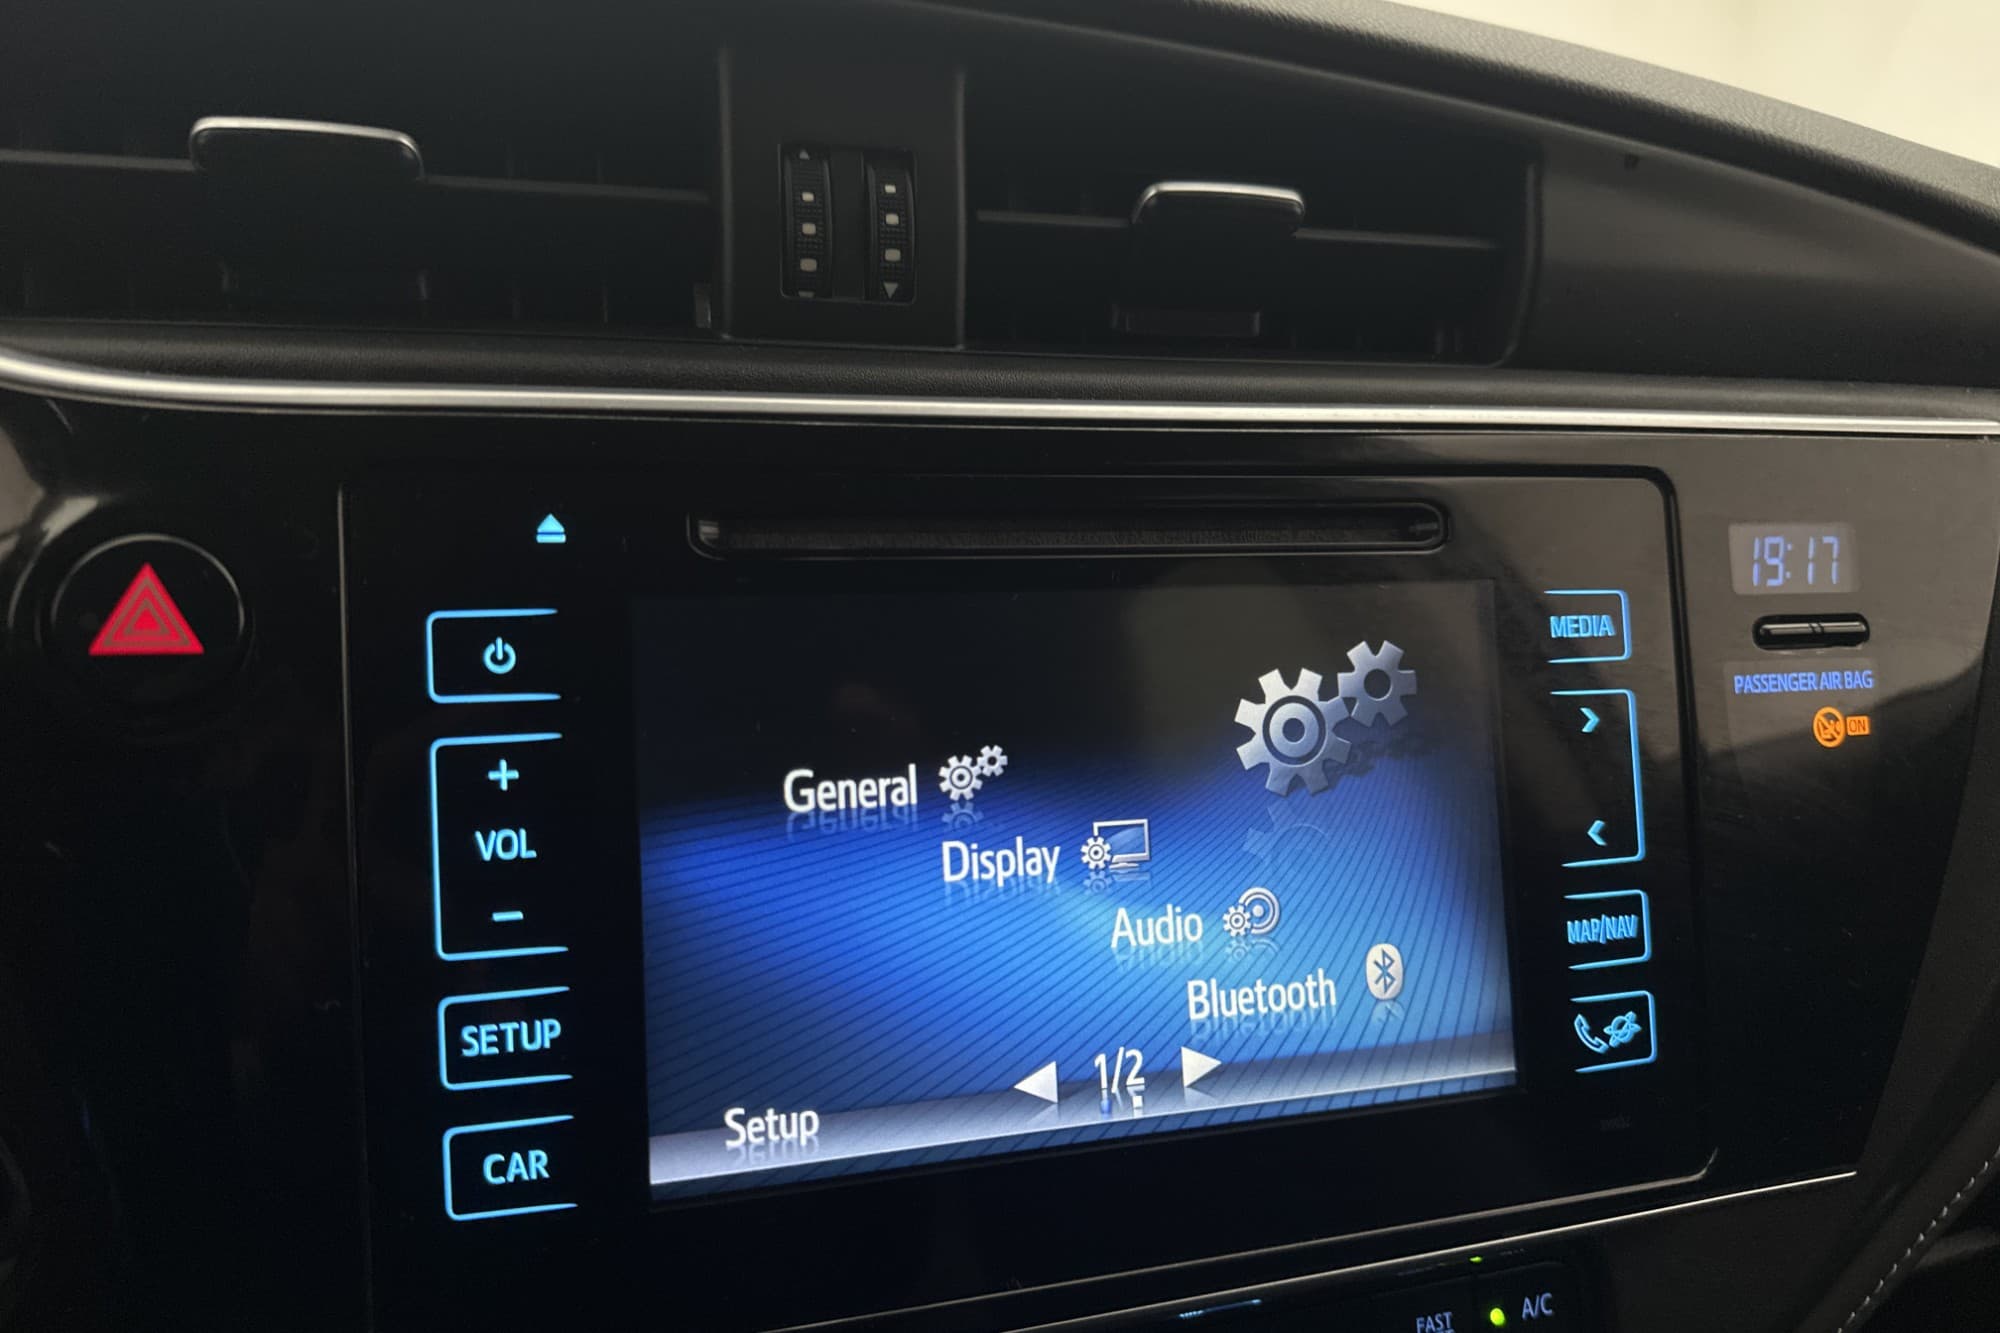 19:17
PASSENGER AIR BAG
ON
VOL
SETUP
CAR
General
Display
Audio
Bluetooth
1/2
Setup
MEDIA
MAP/NAV
FAST
A/C